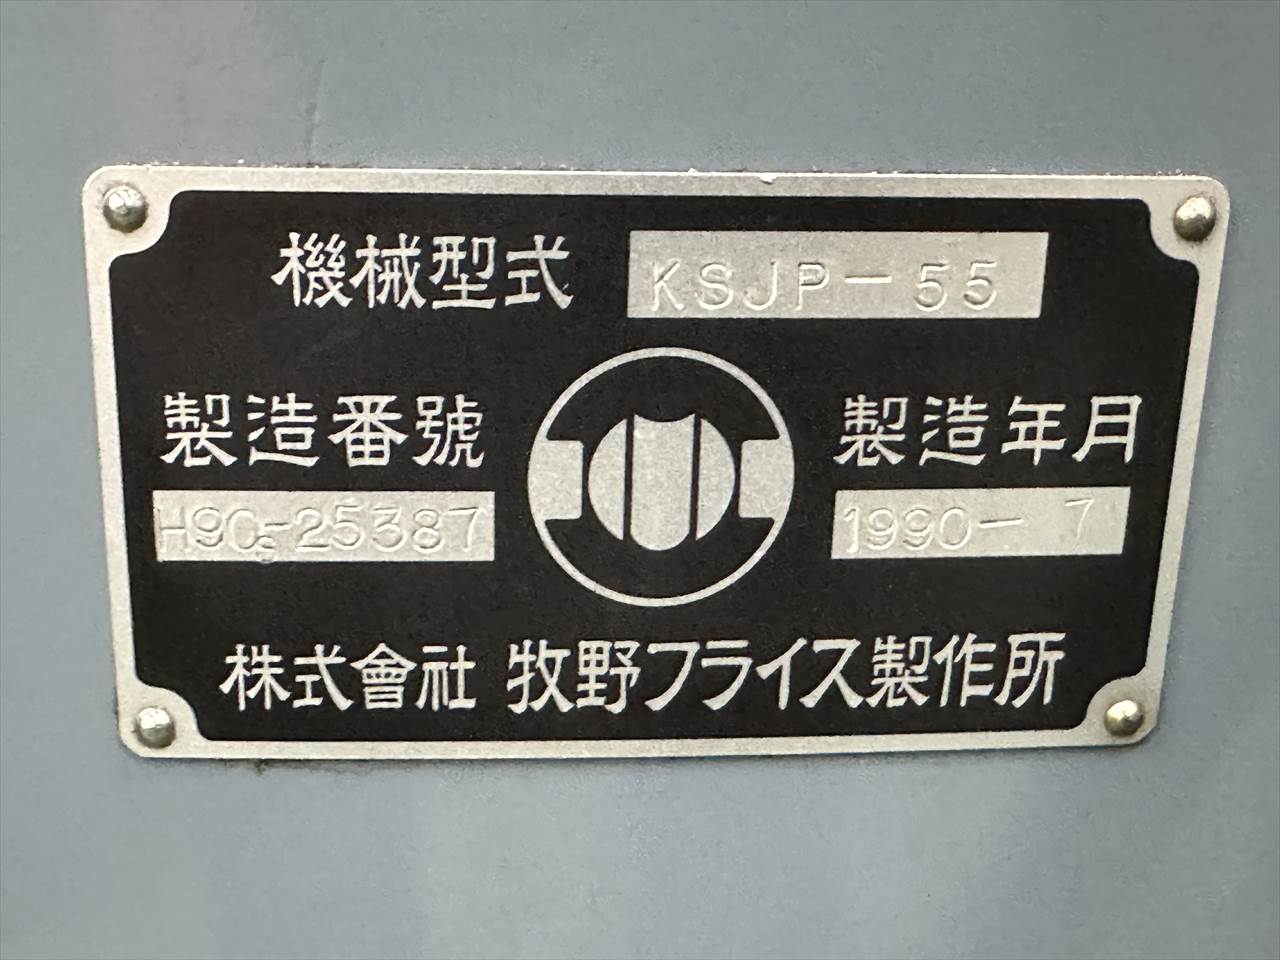 機械型式 KSJP-55
製造番號 製造年月
H9C5-25387 1990-7
株式會社 牧野フライス製作所